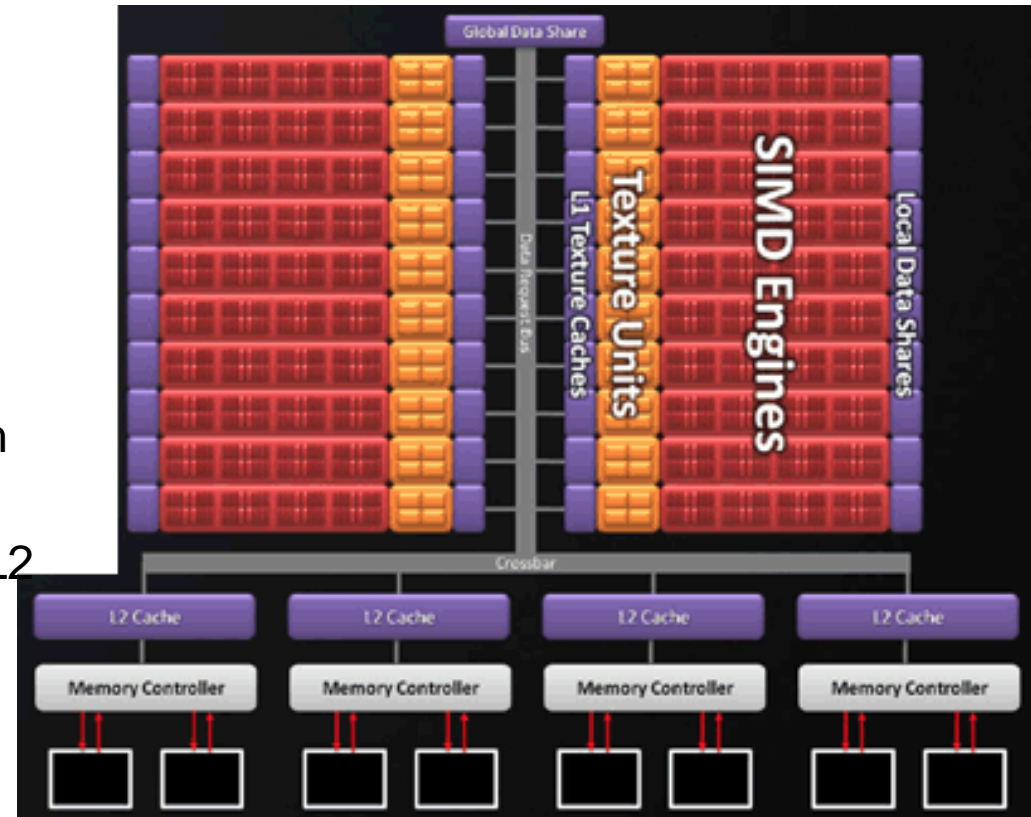 Global Data Share
Data Request Bus
L1 Texture Caches
Texture Units
SIMD Engines
Local Data Shares
n
L2
Crossbar
L2 Cache L2 Cache L2 Cache L2 Cache
Memory Controller Memory Controller Memory Controller Memory Controller